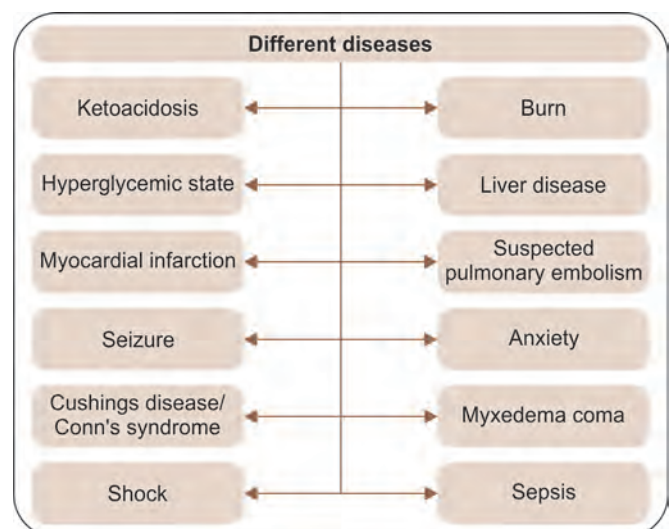 Different diseases
Ketoacidosis
Burn
Hyperglycemic state
Liver disease
Myocardial infarction
Suspected
pulmonary embolism
Seizure
Anxiety
Cushings disease/
Conn's syndrome
Myxedema coma
Shock
Sepsis